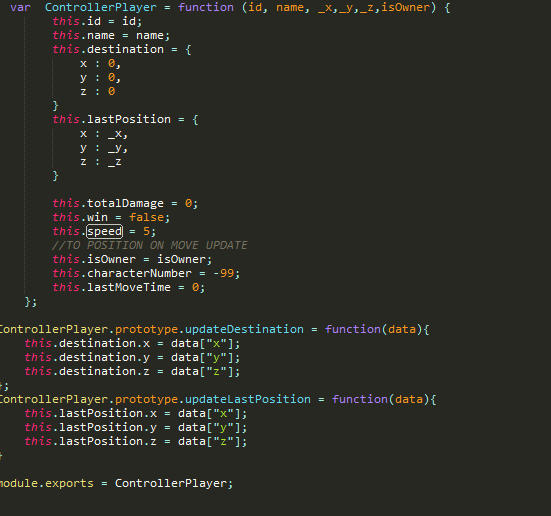 var  ControllerPlayer = function (id, name, _x,_y,_z,isOwner) {
this.id = id;
this.name = name;
this.destination = {
x : 0,
y : 0,
z : 0
}
this.lastPosition = {
x : _x,
y : _y,
z : _z
}
this.totalDamage = 0;
this.win = false;
this.speed = 5;
//TO POSITION ON MOVE UPDATE
this.isOwner = isOwner;
this.characterNumber = -99;
this.lastMoveTime = 0;
};
ControllerPlayer.prototype.updateDestination = function(data){
this.destination.x = data["x"];
this.destination.y = data["y"];
this.destination.z = data["z"];
};
ControllerPlayer.prototype.updateLastPosition = function(data){
this.lastPosition.x = data["x"];
this.lastPosition.y = data["y"];
this.lastPosition.z = data["z"];
}
module.exports = ControllerPlayer;